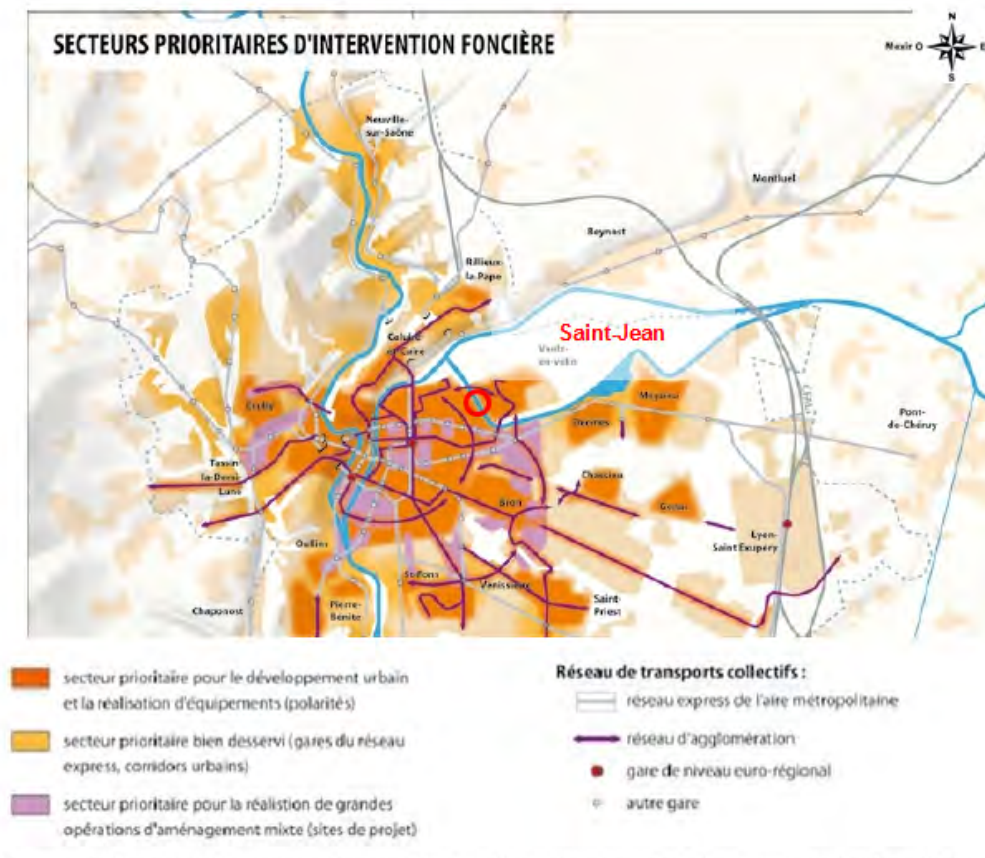 SECTEURS PRIORITAIRES D'INTERVENTION FONCIÈRE
N
O
E
S
Neuville-
sur-Saône
Montluel
Beynost
Rillieux-
la-Pape
Saint-Jean
Caluire-
et-Cuire
Vaulx-
en-Velin
Ecully
Meyzieu
Decines
Pont-
de-Chéruy
Tassin-
la-Demi-
Lune
Chassieu
Bron
Genas
Lyon-
Saint Exupéry
Oullins
St-Fons
Venissieux
Chaponost
Pierre-
Bénite
Saint-
Priest
secteur prioritaire pour le développement urbain
et la réalisation d'équipements (polarités)
secteur prioritaire bien desservi (gares du réseau
express, corridors urbains)
secteur prioritaire pour la réalistion de grandes
opérations d'aménagement mixte (sites de projet)
Réseau de transports collectifs :
réseau express de l'aire métropolitaine
réseau d'agglomération
gare de niveau euro-régional
autre gare